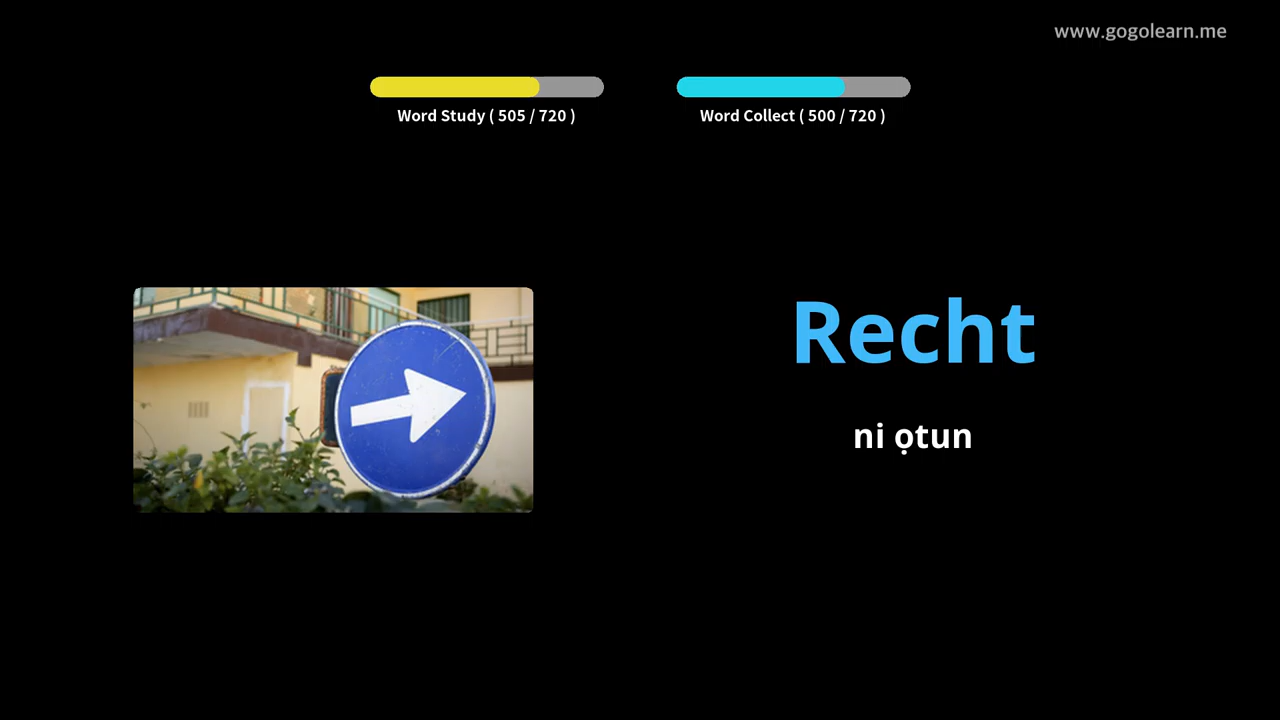 www.gogolearn.me
Word Study ( 505 / 720 )
Word Collect ( 500 / 720 )
Recht
ni ọtun